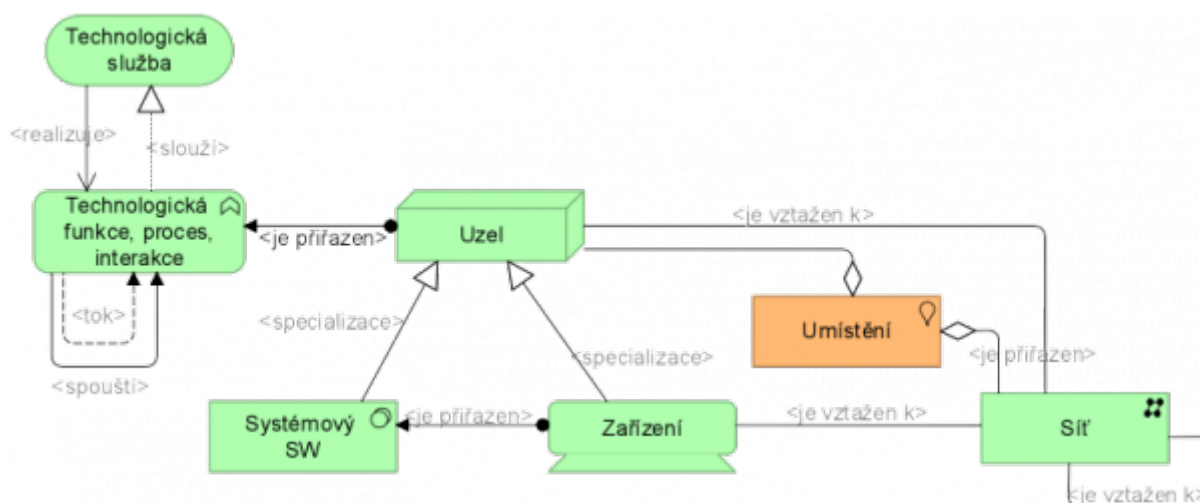 Technologická
služba
<realizuje>
<slouží>
Technologická
funkce, proces,
interakce
<je přiřazen>
Uzel
<je vztažen k>
<tok>
<spouští>
<specializace>
<specializace>
Umístění
<je přiřazen>
Systémový
SW
<je přiřazen>
Zařízení
<je vztažen k>
Síť
<je vztažen k>